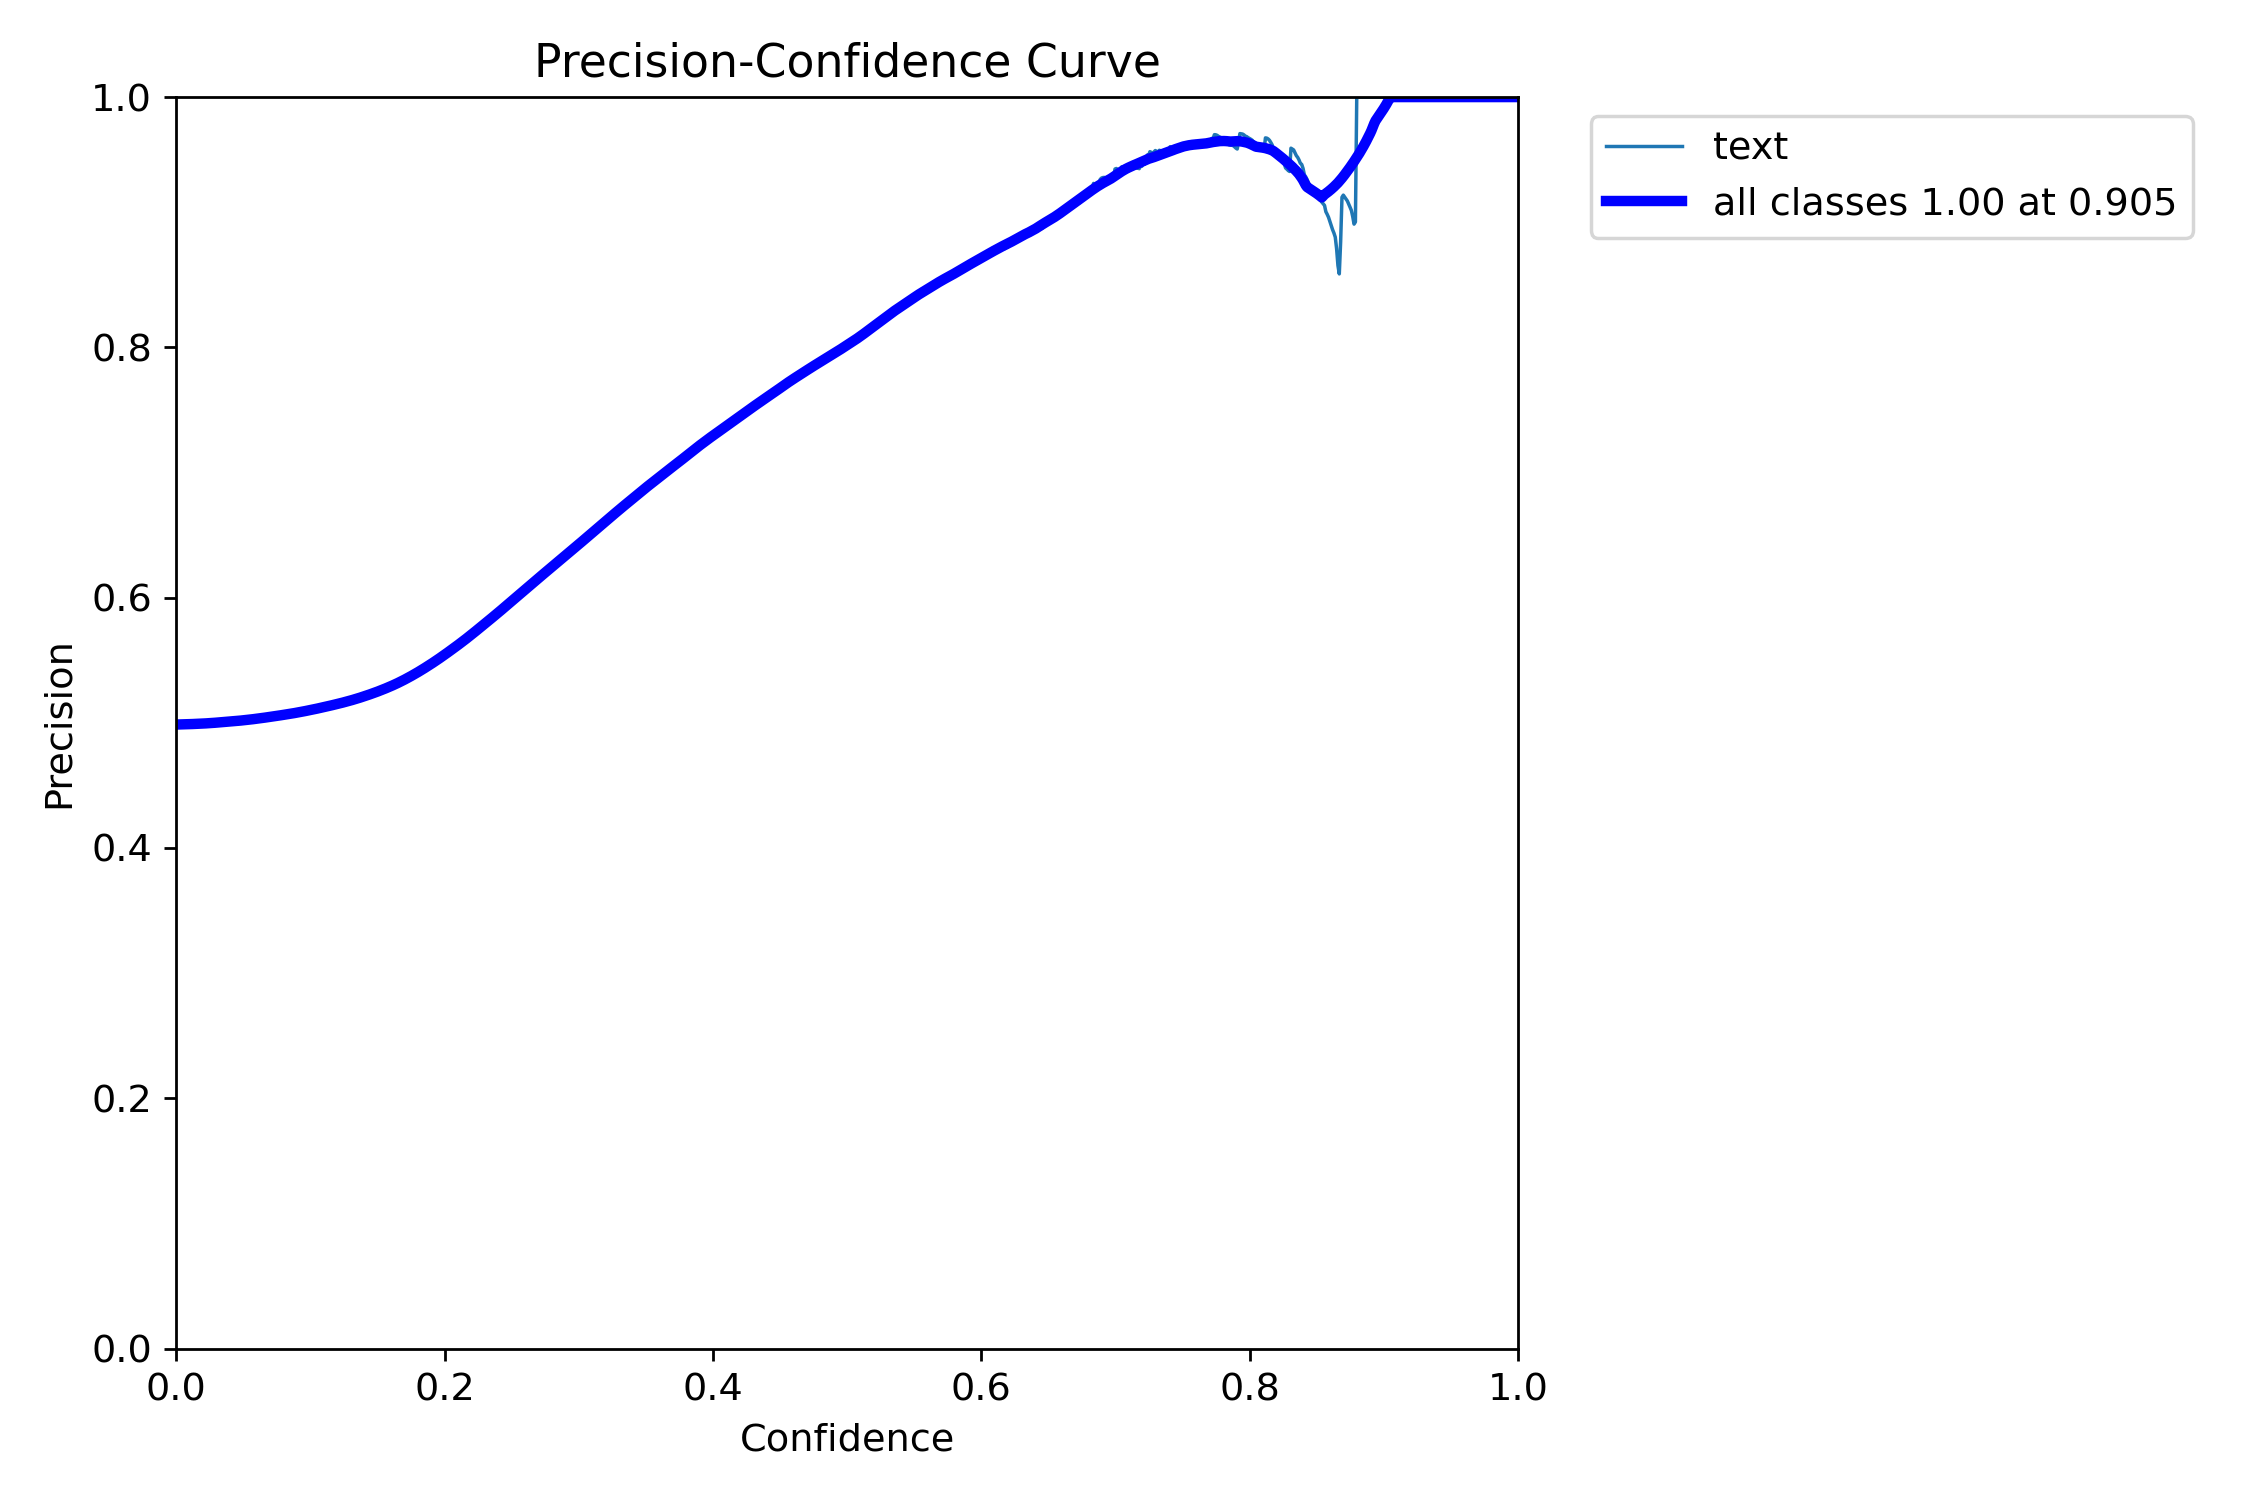 Precision-Confidence Curve
1.0
0.8
0.6
0.4
0.2
0.0
Precision
0.0 0.2 0.4 0.6 0.8 1.0
Confidence
text
all classes 1.00 at 0.905